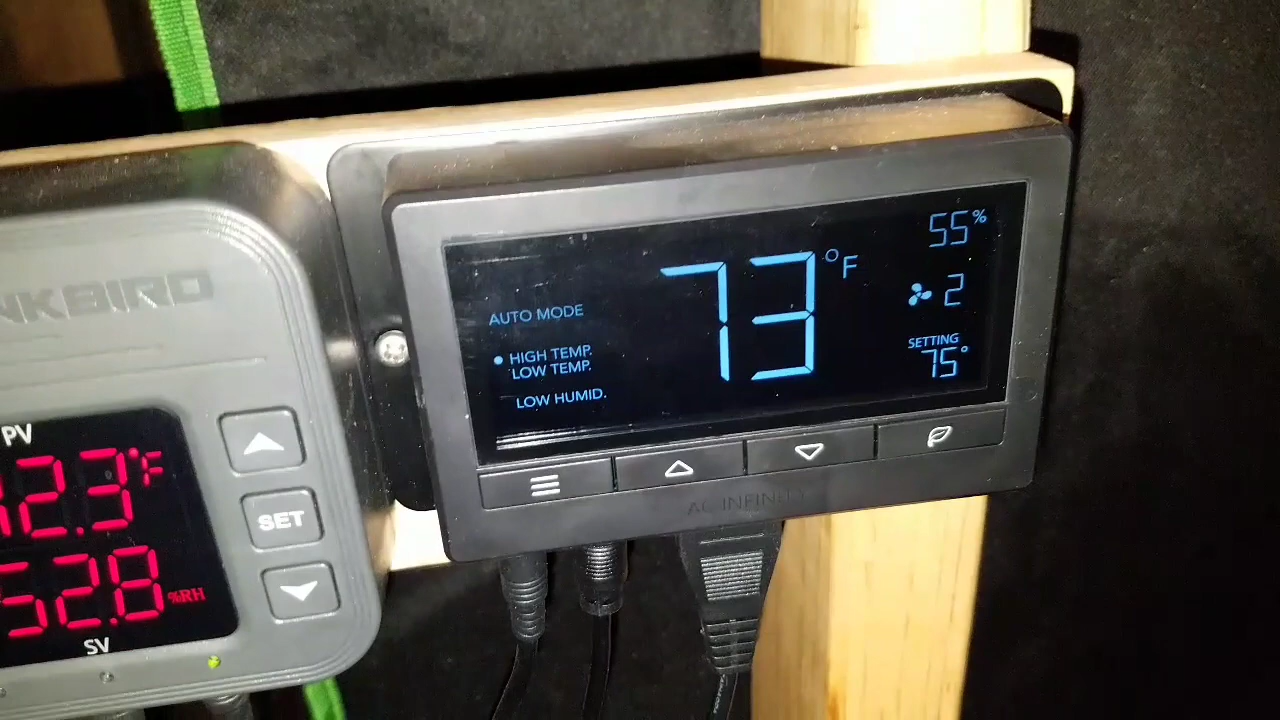 NKBIRD
PV
2.3°F
52.8 %RH
SV
SET
AUTO MODE
HIGH TEMP.
LOW TEMP.
LOW HUMID.
73°F
55%
2
SETTING
75°
AC INFINITY